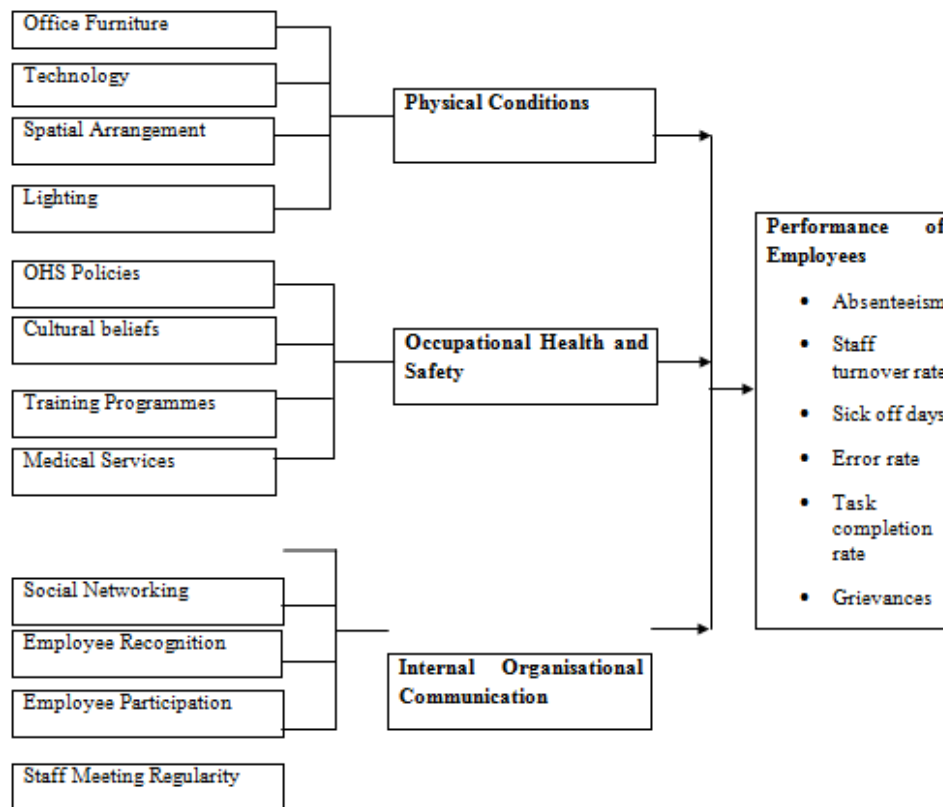 Office Furniture
Technology
Spatial Arrangement
Lighting
Physical Conditions
OHS Policies
Cultural beliefs
Training Programmes
Medical Services
Occupational Health and
Safety
Social Networking
Employee Recognition
Employee Participation
Staff Meeting Regularity
Internal Organisational
Communication
Performance of
Employees
• Absenteeism
• Staff
turnover rate
• Sick off days
• Error rate
• Task
completion
rate
• Grievances